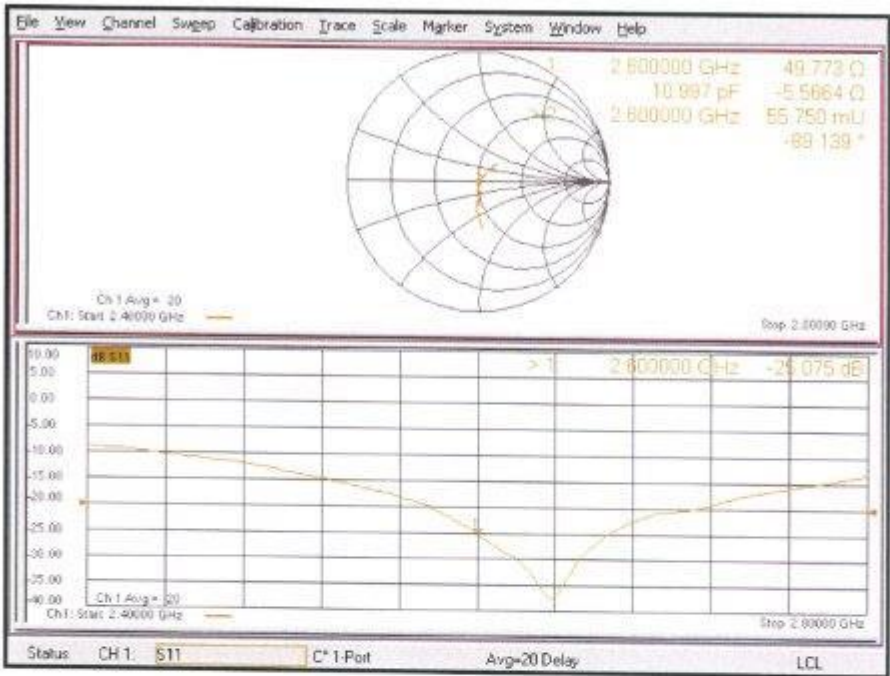 File View Channel Sweep Calibration Trace Scale Marker System Window Help
1 2.600000 GHz 49.773 Ω
10.997 pF -5.5664 Ω
>2 2.600000 GHz 55.750 mU
-89.139 °
Ch 1 Avg = 20
Ch1: Start 2.40000 GHz
Stop 2.80000 GHz
10.00 dB S11
> 1 2.600000 GHz -25.075 dB
5.00
0.00
-5.00
-10.00
-15.00
-20.00
-25.00
-30.00
-35.00
-40.00
Ch 1 Avg = 20
Ch1: Start 2.40000 GHz
Stop 2.80000 GHz
Status CH 1: S11 C* 1-Port Avg=20 Delay LCL